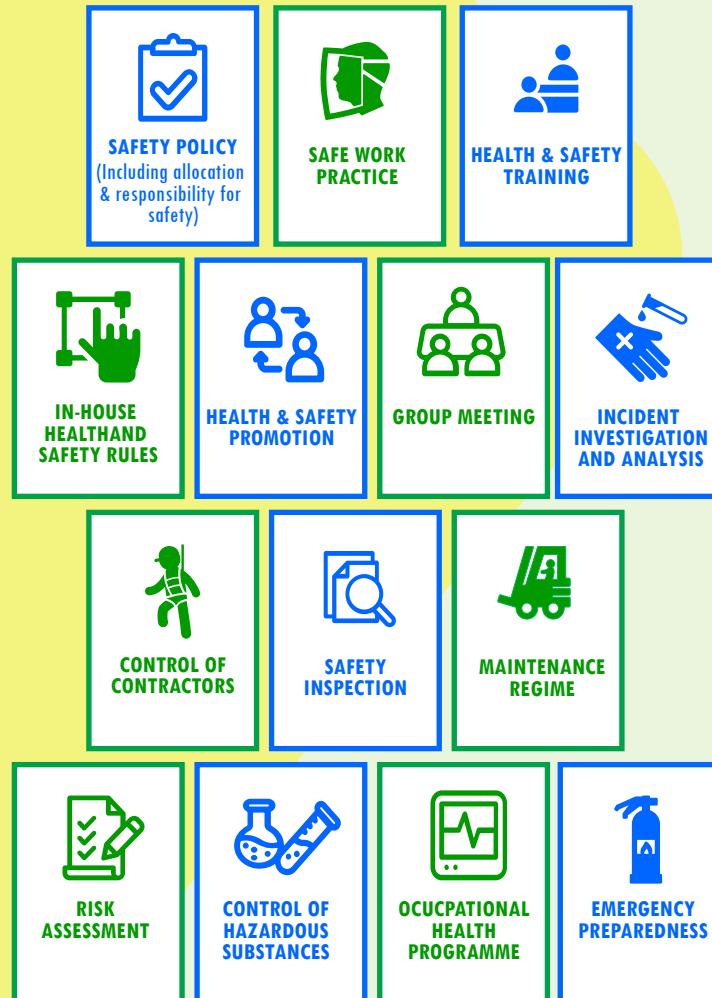 SAFETY POLICY
(Including allocation
& responsibility for
safety)
SAFE WORK
PRACTICE
HEALTH & SAFETY
TRAINING
IN-HOUSE
HEALTHAND
SAFETY RULES
HEALTH & SAFETY
PROMOTION
GROUP MEETING
INCIDENT
INVESTIGATION
AND ANALYSIS
CONTROL OF
CONTRACTORS
SAFETY
INSPECTION
MAINTENANCE
REGIME
RISK
ASSESSMENT
CONTROL OF
HAZARDOUS
SUBSTANCES
OCUCPATIONAL
HEALTH
PROGRAMME
EMERGENCY
PREPAREDNESS